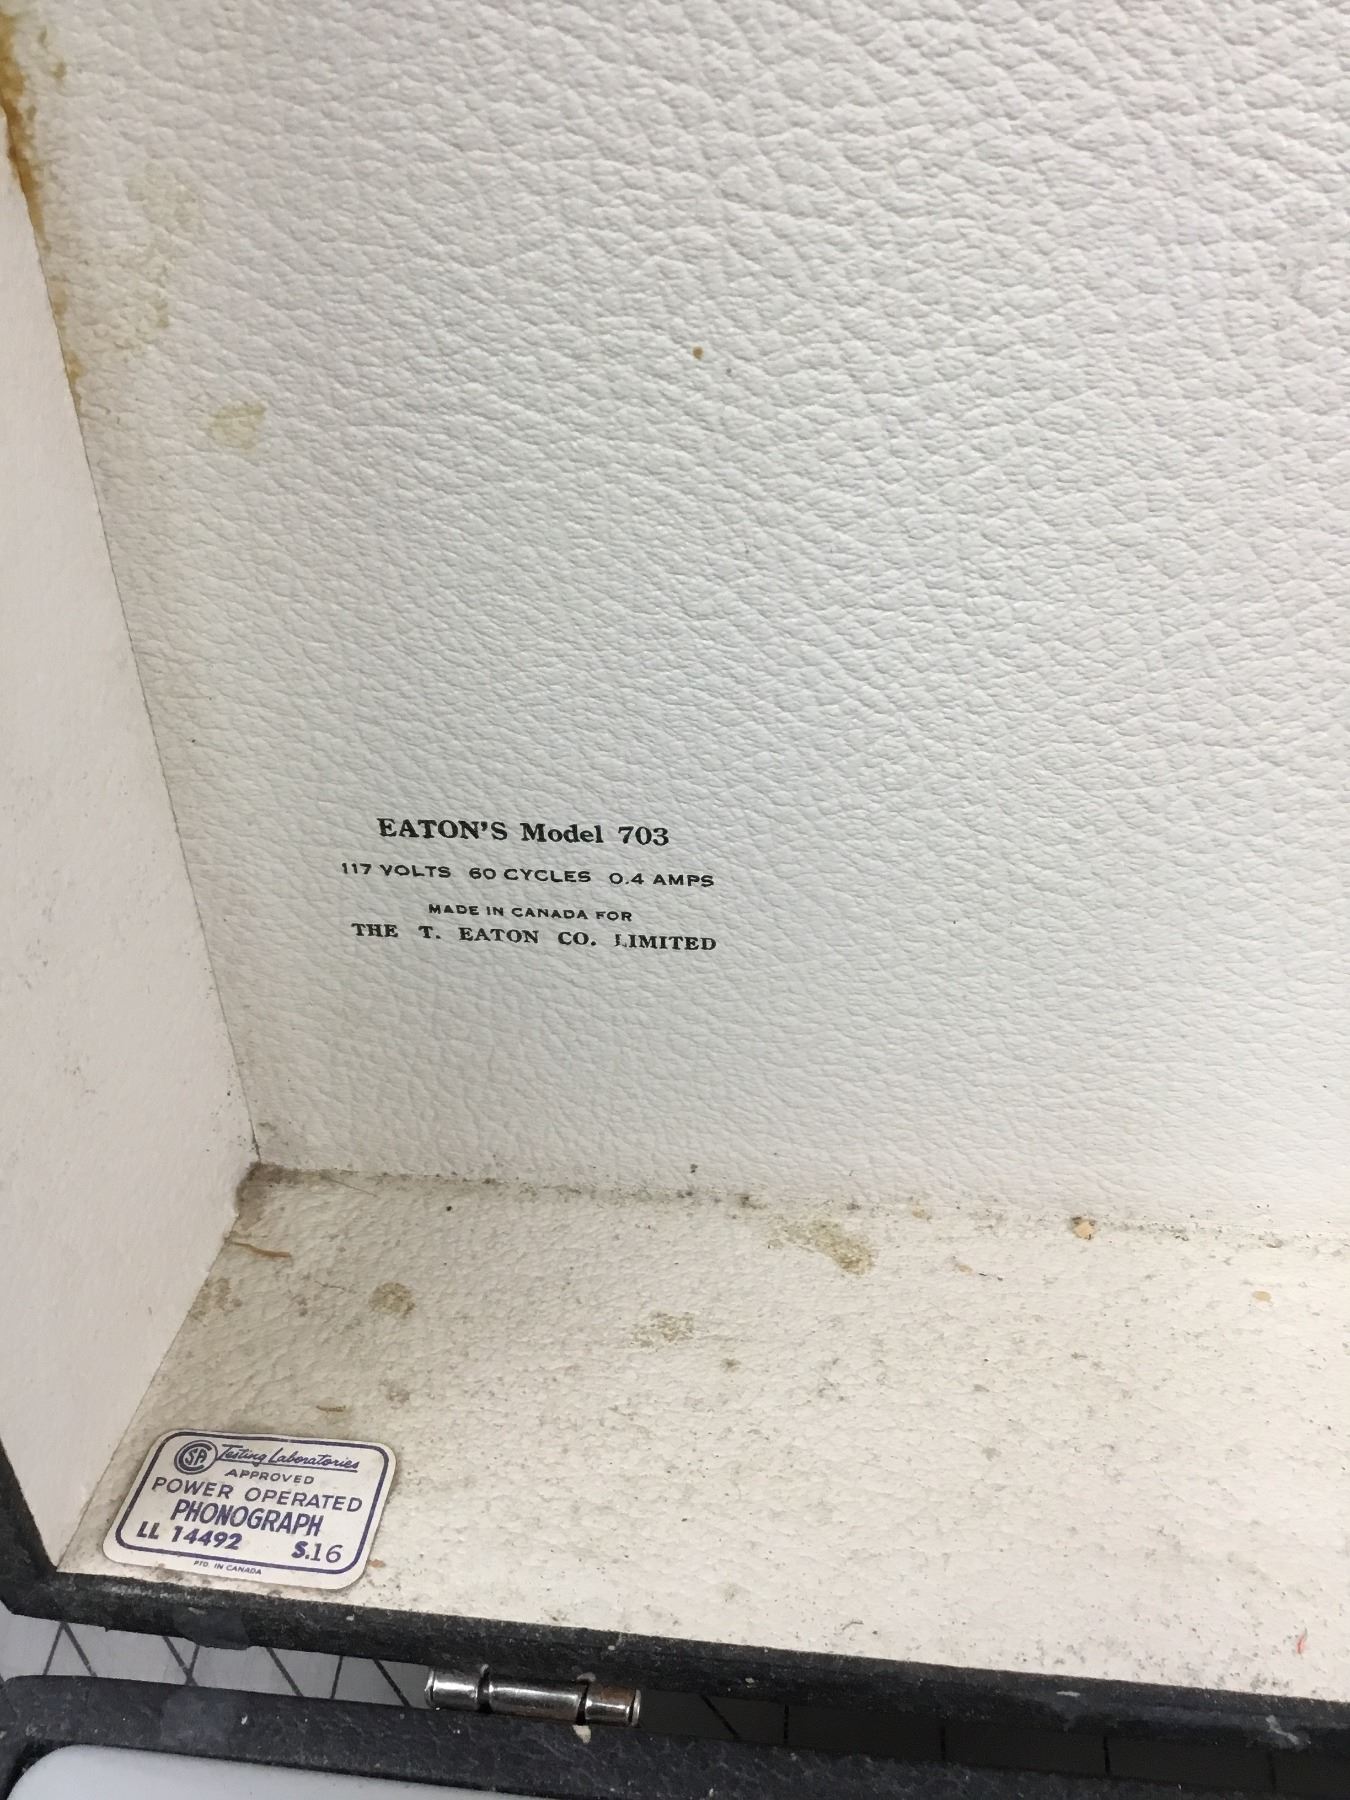 EATON'S Model 703
117 VOLTS 60 CYCLES 0.4 AMPS
MADE IN CANADA FOR
THE T. EATON CO. LIMITED
CSA Testing Laboratories
APPROVED
POWER OPERATED
PHONOGRAPH
LL 14492 S.16
PTD. IN CANADA